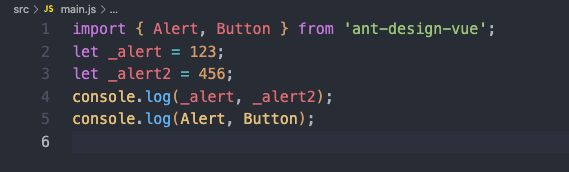 src > JS main.js > ...
1 import { Alert, Button } from 'ant-design-vue';
2 let _alert = 123;
3 let _alert2 = 456;
4 console.log(_alert, _alert2);
5 console.log(Alert, Button);
6